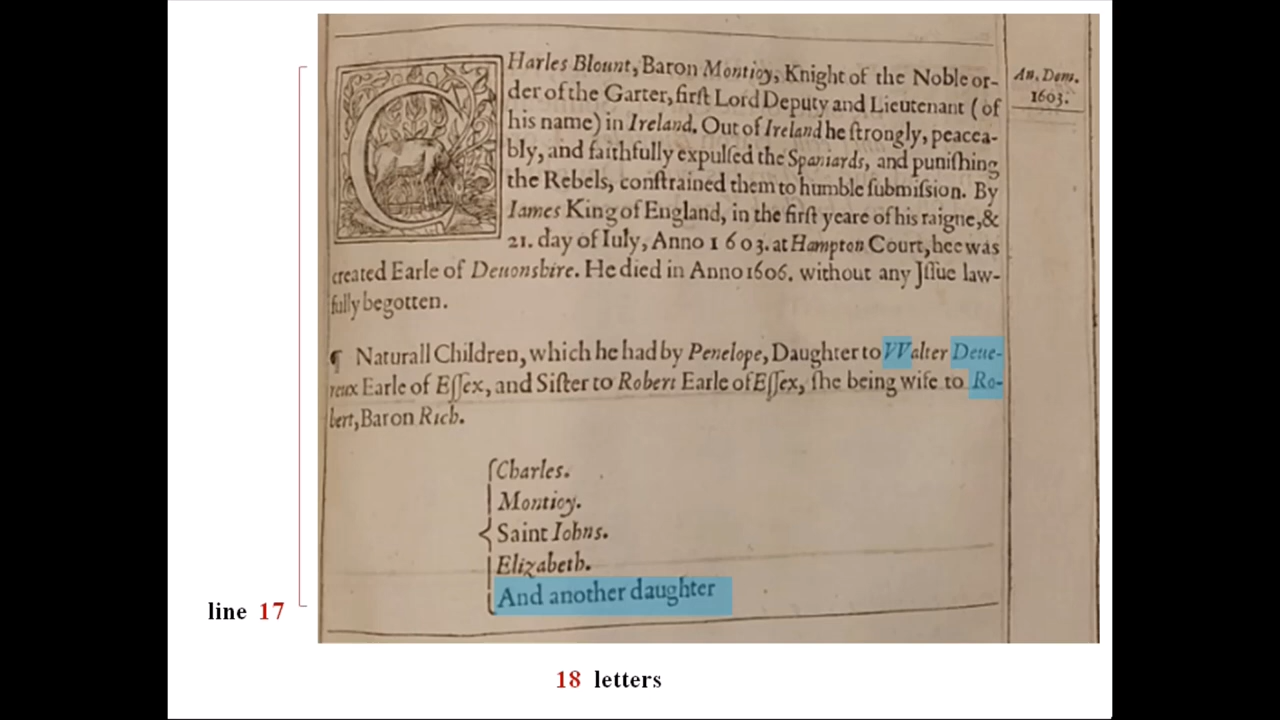 CHarles Blount, Baron Montioy, Knight of the Noble or-
der of the Garter, firſt Lord Deputy and Lieutenant (of
his name) in Ireland. Out of Ireland he ſtrongly, peacea-
bly, and faithfully expulſed the Spaniards, and puniſhing
the Rebels, conſtrained them to humble ſubmiſsion. By
Iames King of England, in the firſt yeare of his raigne,&
21. day of Iuly, Anno 1603. at Hampton Court, hee was
created Earle of Deuonshire. He died in Anno 1606. without any Jſſue law-
fully begotten.
An. Dom.
1603.
¶ Naturall Children, which he had by Penelope, Daughter to VValter Deue-
reux Earle of Eſſex, and Siſter to Robert Earle of Eſſex, ſhe being wife to Ro-
bert, Baron Rich.
Charles.
Montioy.
Saint Iohns.
Elizabeth.
And another daughter
line 17
18 letters